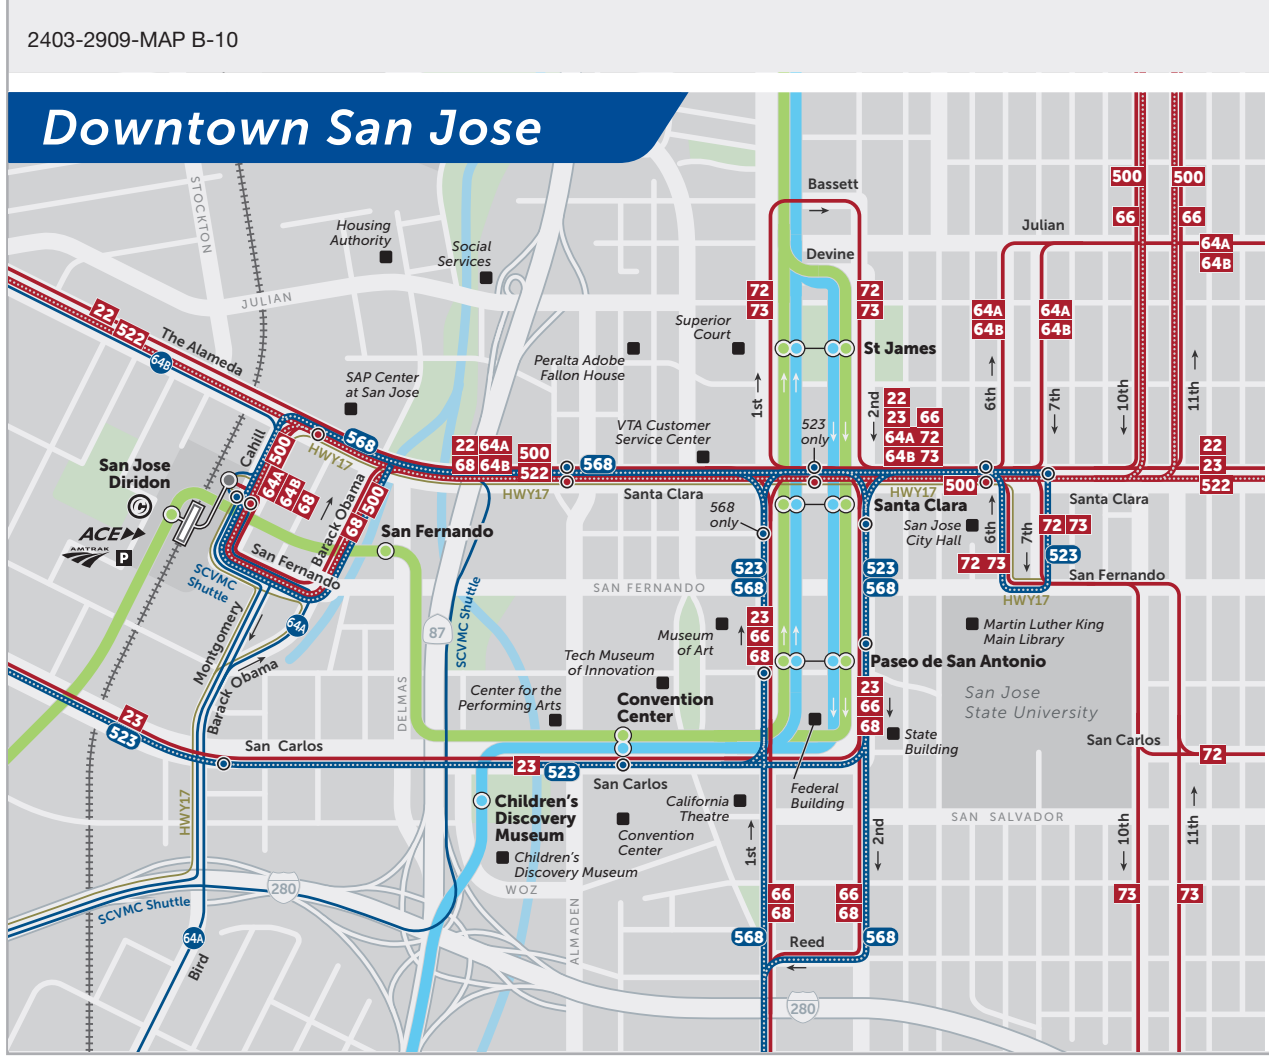 2403-2909-MAP B-10
Downtown San Jose
STOCKTON
Housing
Authority
Social
Services
JULIAN
Bassett
Devine
Julian
500
500
66
66
64A
64B
72
73
72
73
64A
64B
64A
64B
22
522
64B
The Alameda
Superior
Court
St James
Peralta Adobe
Fallon House
SAP Center
at San Jose
1st
2nd
6th
7th
10th
11th
22
23
66
64A
72
64B
73
523
only
VTA Customer
Service Center
568
HWY17
Cahill
500
64A
64B
68
22
64A
500
68
64B
522
568
HWY17
Santa Clara
HWY17
500
22
23
522
Santa Clara
San Jose
Diridon
C
ACE
AMTRAK
P
Barack Obama
500
68
San Fernando
San Fernando
568
only
Santa Clara
San Jose
City Hall
6th
7th
72 73
523
72 73
San Fernando
HWY17
SCVMC
Shuttle
Montgomery
64A
Barack Obama
523
568
523
568
SAN FERNANDO
87
SCVMC Shuttle
23
66
68
Museum
of Art
Martin Luther King
Main Library
Tech Museum
of Innovation
Paseo de San Antonio
San Jose
State University
Center for the
Performing Arts
Convention
Center
DELMAS
23
66
68
State
Building
San Carlos
72
23
523
San Carlos
23
523
San Carlos
Federal
Building
Children's
Discovery
Museum
California
Theatre
Convention
Center
Children's
Discovery Museum
WOZ
HWY17
1st
2nd
SAN SALVADOR
10th
11th
280
SCVMC Shuttle
66
68
66
68
73
73
ALMADEN
568
Reed
568
64A
Bird
280